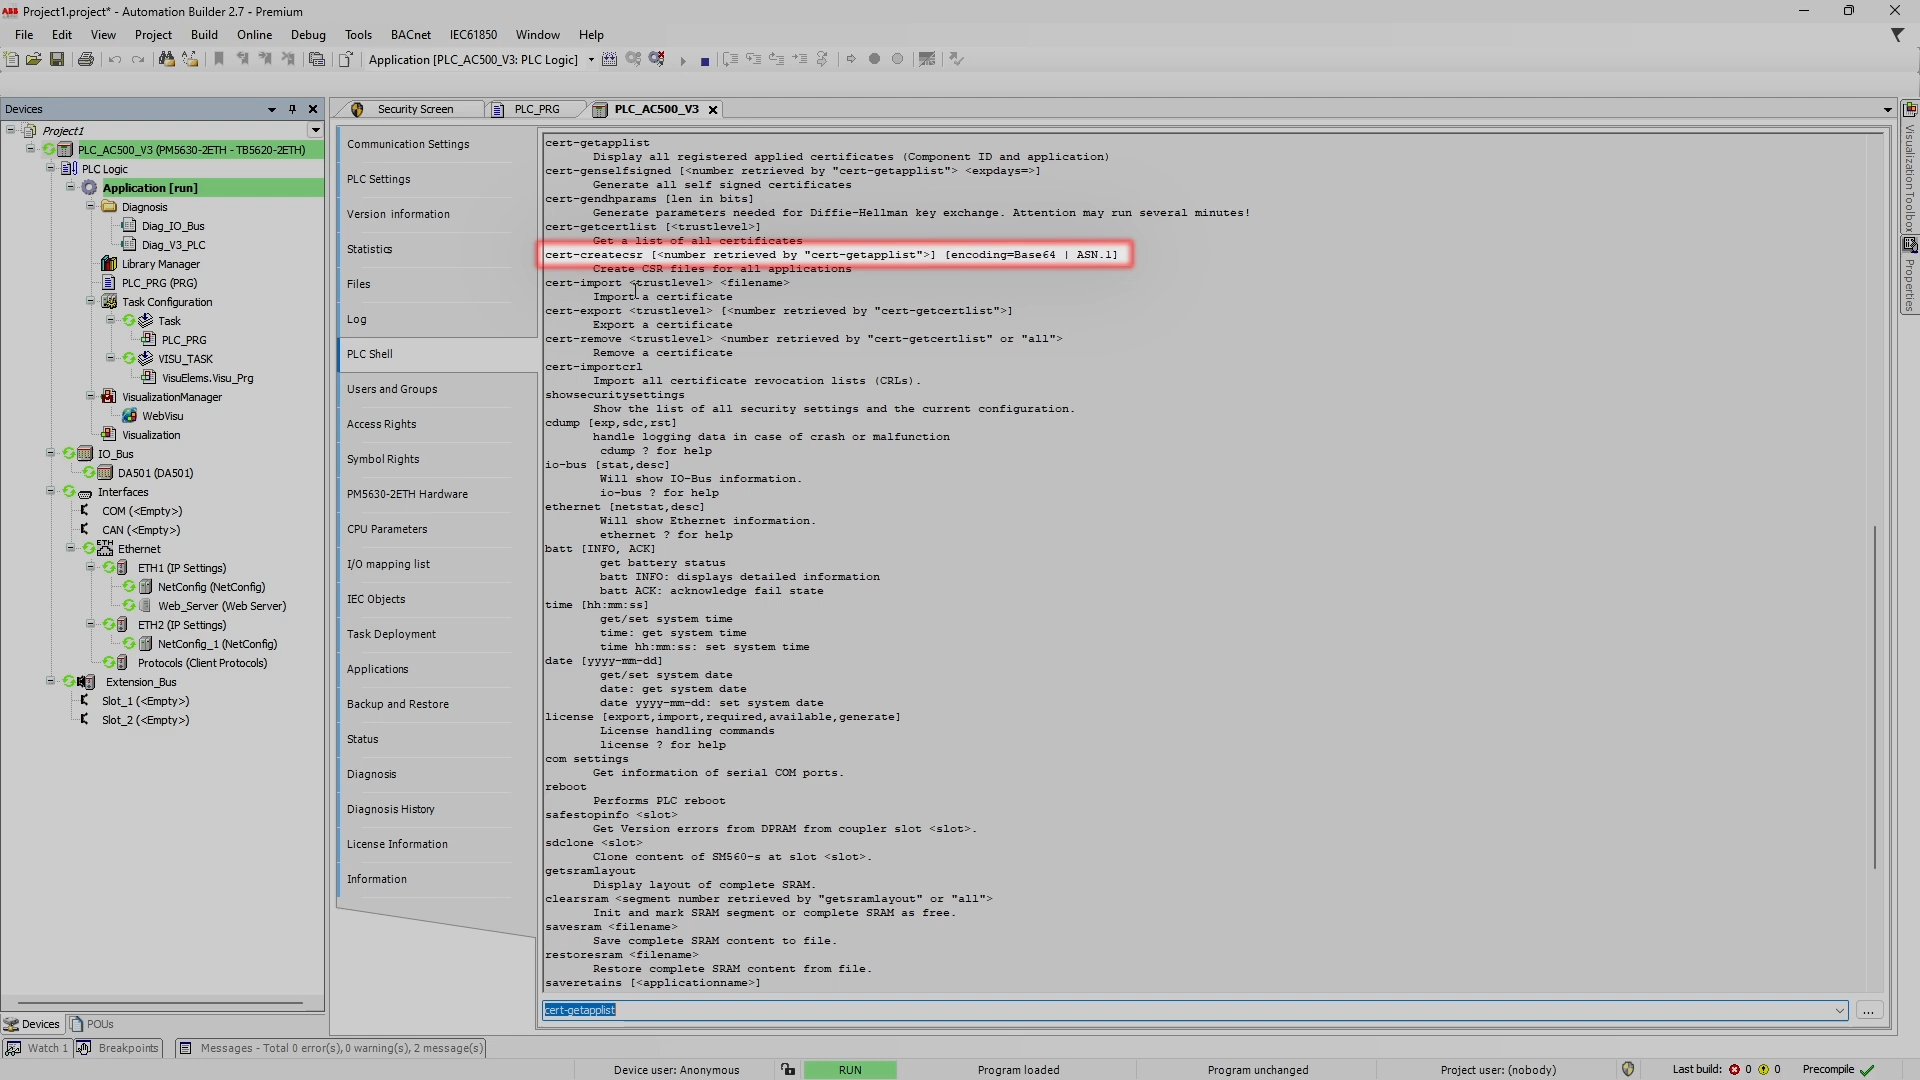 Project1.project* - Automation Builder 2.7 - Premium
File Edit View Project Build Online Debug Tools BACnet IEC61850 Window Help
Application [PLC_AC500_V3: PLC Logic]
Devices
Project1
PLC_AC500_V3 (PM5630-2ETH - TB5620-2ETH)
PLC Logic
Application [run]
Diagnosis
Diag_IO_Bus
Diag_V3_PLC
Library Manager
PLC_PRG (PRG)
Task Configuration
Task
PLC_PRG
VISU_TASK
VisuElems.Visu_Prg
VisualizationManager
WebVisu
Visualization
IO_Bus
DA501 (DA501)
Interfaces
COM (<Empty>)
CAN (<Empty>)
Ethernet
ETH1 (IP Settings)
NetConfig (NetConfig)
Web_Server (Web Server)
ETH2 (IP Settings)
NetConfig_1 (NetConfig)
Protocols (Client Protocols)
Extension_Bus
Slot_1 (<Empty>)
Slot_2 (<Empty>)
Devices POUs
Security Screen PLC_PRG PLC_AC500_V3
Communication Settings
PLC Settings
Version information
Statistics
Files
Log
PLC Shell
Users and Groups
Access Rights
Symbol Rights
PM5630-2ETH Hardware
CPU Parameters
I/O mapping list
IEC Objects
Task Deployment
Applications
Backup and Restore
Status
Diagnosis
Diagnosis History
License Information
Information
cert-getapplist
Display all registered applied certificates (Component ID and application)
cert-genselfsigned [<number retrieved by "cert-getapplist"> <expdays=>]
Generate all self signed certificates
cert-gendhparams [len in bits]
Generate parameters needed for Diffie-Hellman key exchange. Attention may run several minutes!
cert-getcertlist [<trustlevel>]
Get a list of all certificates
cert-createcsr [<number retrieved by "cert-getapplist">] [encoding=Base64 | ASN.1]
Create CSR files for all applications
cert-import <trustlevel> <filename>
Import a certificate
cert-export <trustlevel> [<number retrieved by "cert-getcertlist">]
Export a certificate
cert-remove <trustlevel> <number retrieved by "cert-getcertlist" or "all">
Remove a certificate
cert-importcrl
Import all certificate revocation lists (CRLs).
showsecuritysettings
Show the list of all security settings and the current configuration.
cdump [exp,sdc,rst]
handle logging data in case of crash or malfunction
cdump ? for help
io-bus [stat,desc]
Will show IO-Bus information.
io-bus ? for help
ethernet [netstat,desc]
Will show Ethernet information.
ethernet ? for help
batt [INFO, ACK]
get battery status
batt INFO: displays detailed information
batt ACK: acknowledge fail state
time [hh:mm:ss]
get/set system time
time: get system time
time hh:mm:ss: set system time
date [yyyy-mm-dd]
get/set system date
date: get system date
date yyyy-mm-dd: set system date
license [export,import,required,available,generate]
License handling commands
license ? for help
com settings
Get information of serial COM ports.
reboot
Performs PLC reboot
safestopinfo <slot>
Get Version errors from DPRAM from coupler slot <slot>.
sdclone <slot>
Clone content of SM560-s at slot <slot>.
getsramlayout
Display layout of complete SRAM.
clearsram <segment number retrieved by "getsramlayout" or "all">
Init and mark SRAM segment or complete SRAM as free.
savesram <filename>
Save complete SRAM content to file.
restoresram <filename>
Restore complete SRAM content from file.
saveretains [<applicationname>]
cert-getapplist
...
Visualization Toolbox
Properties
Watch 1 Breakpoints Messages - Total 0 error(s), 0 warning(s), 2 message(s)
Device user: Anonymous RUN Program loaded Program unchanged Project user: (nobody) Last build: 0 0 Precompile